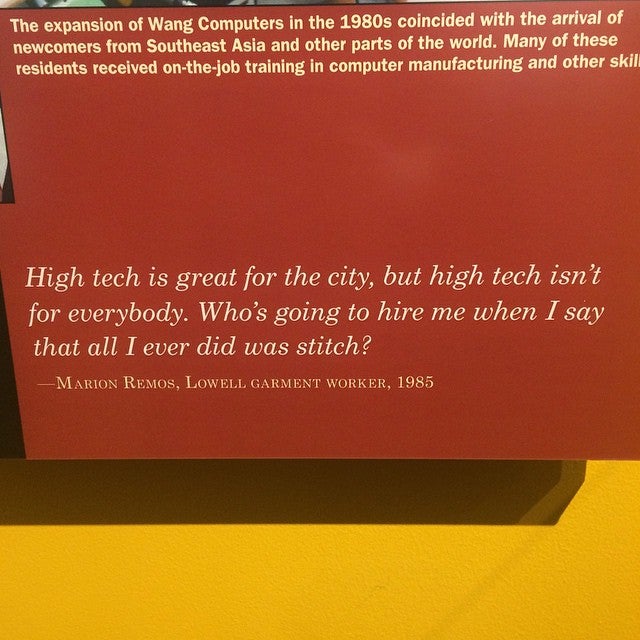 The expansion of Wang Computers in the 1980s coincided with the arrival of
newcomers from Southeast Asia and other parts of the world. Many of these
residents received on-the-job training in computer manufacturing and other skil
High tech is great for the city, but high tech isn't
for everybody. Who's going to hire me when I say
that all I ever did was stitch?
—Marion Remos, Lowell garment worker, 1985